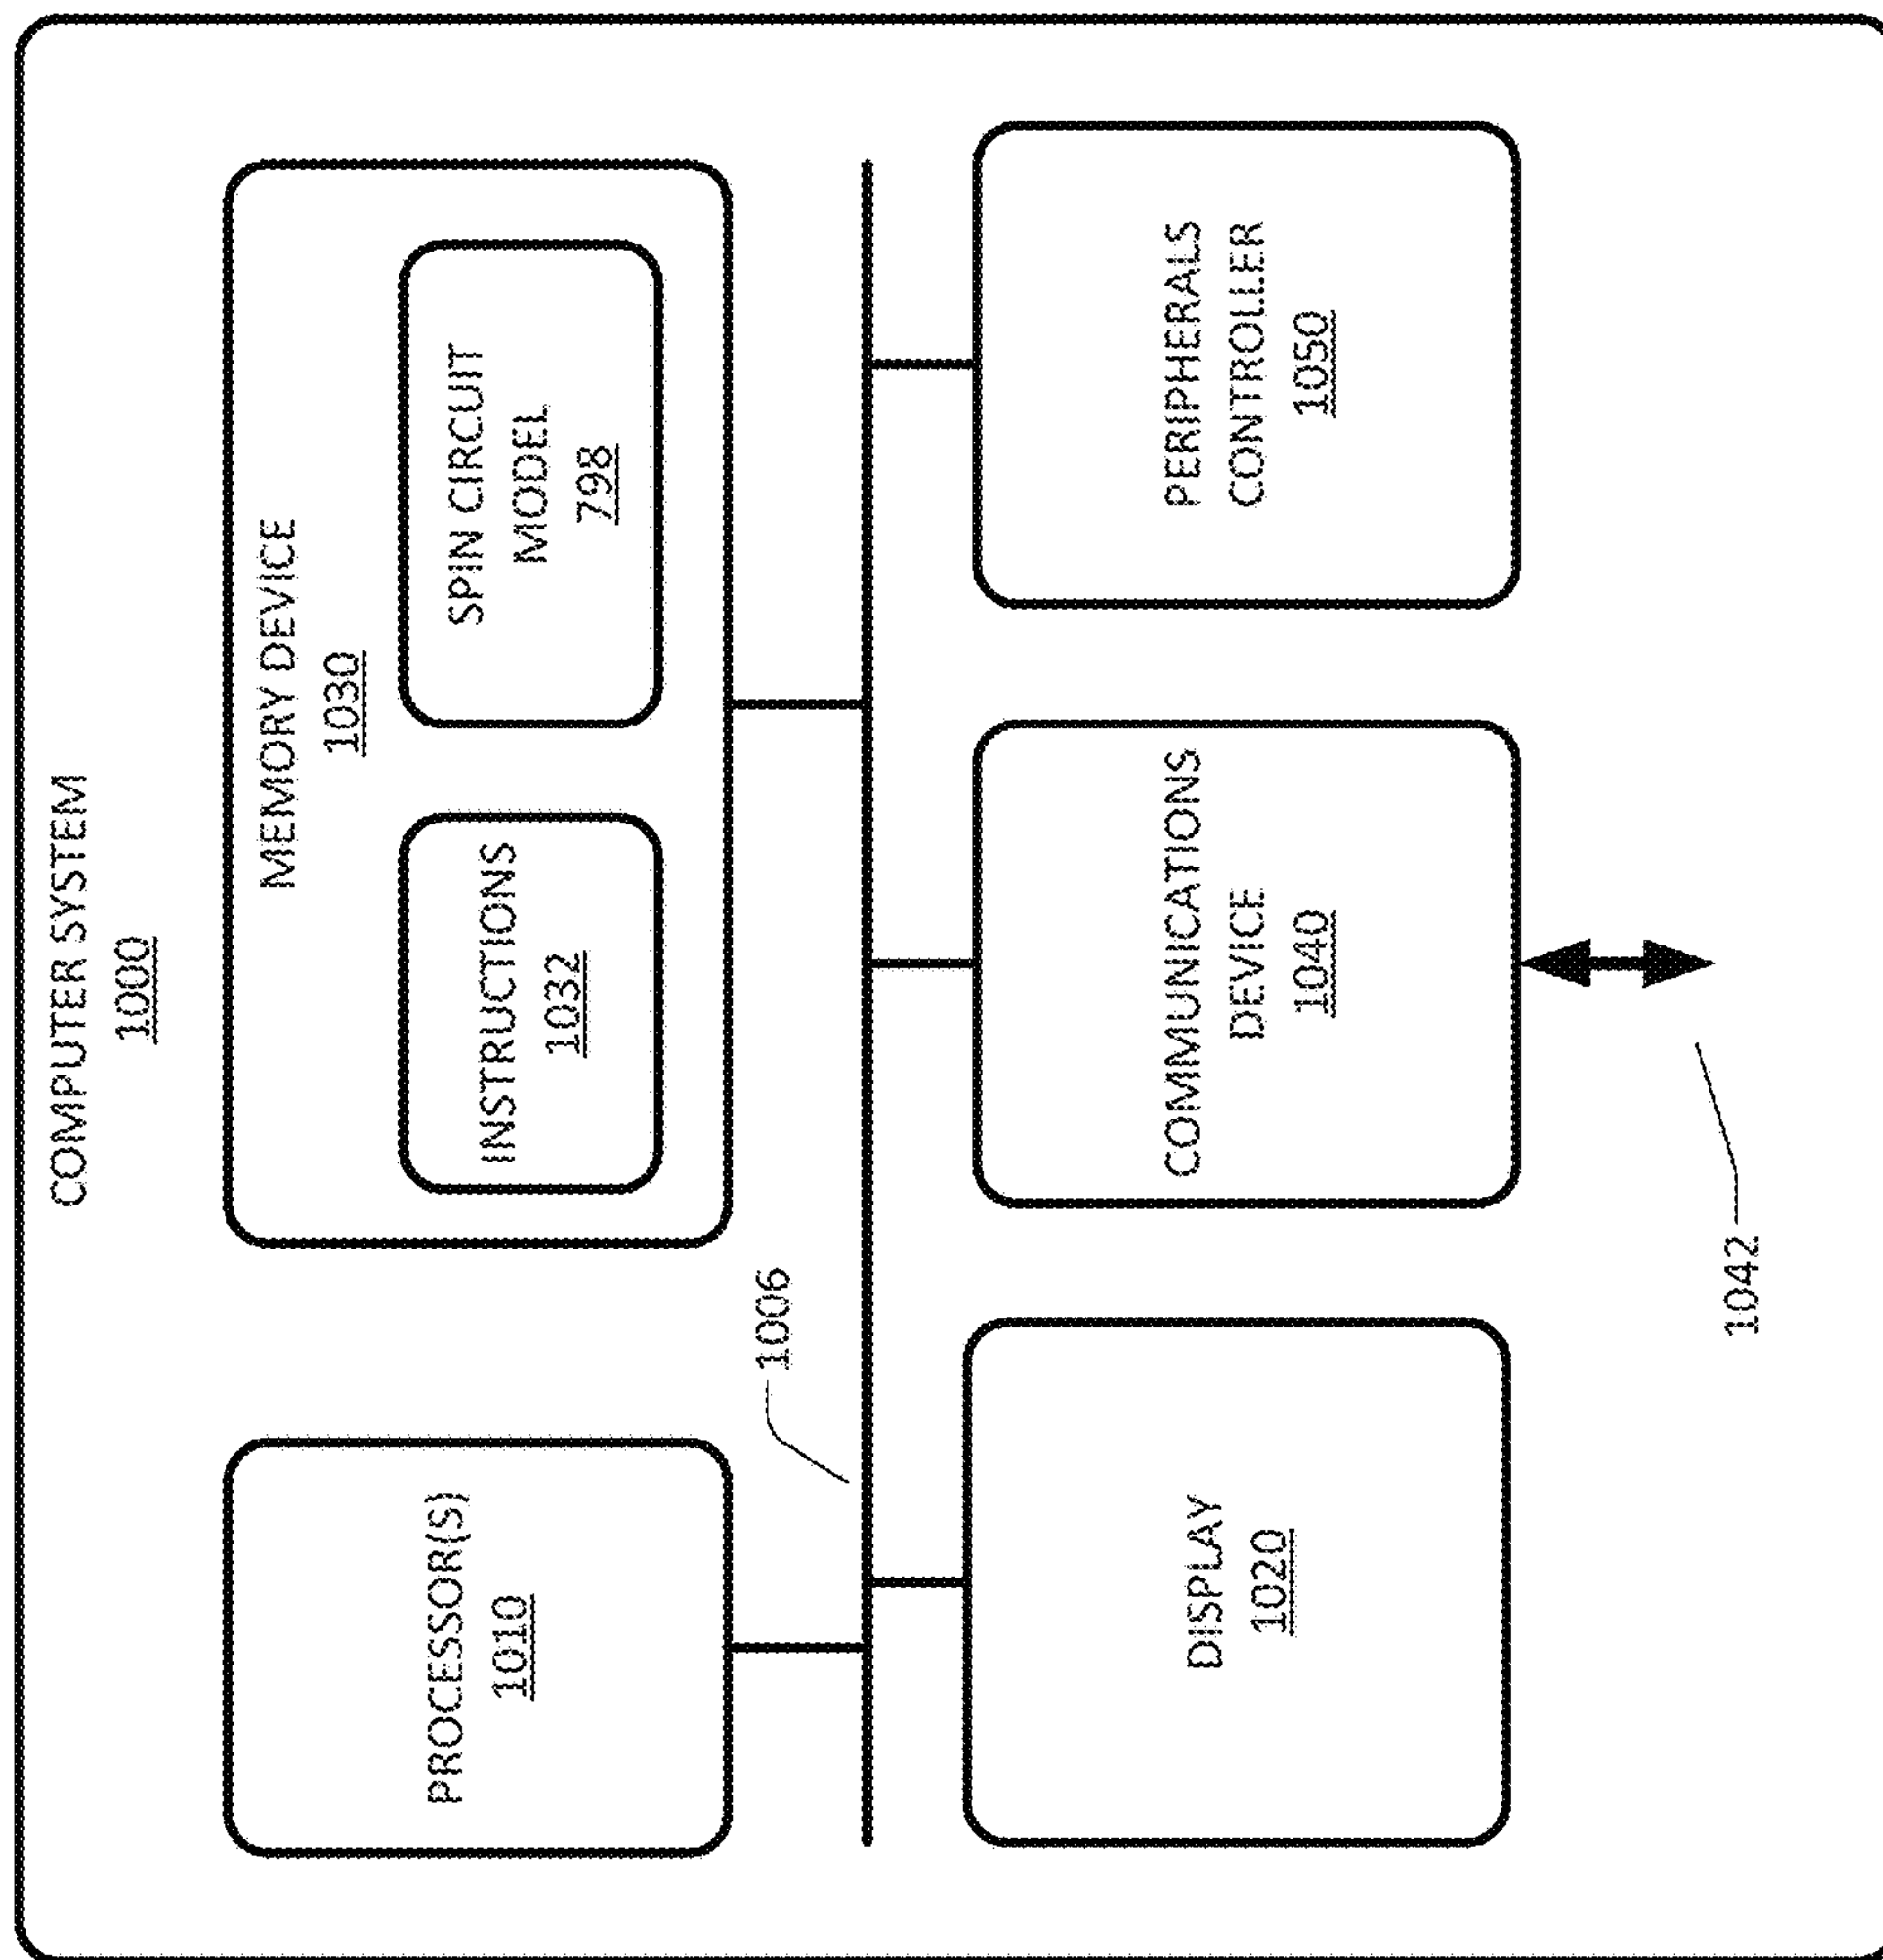 COMPUTER SYSTEM
1000
PROCESSOR(S)
1010
MEMORY DEVICE
1030
INSTRUCTIONS
1032
SPIN CIRCUIT
MODEL
798
1006
DISPLAY
1020
COMMUNICATIONS
DEVICE
1040
PERIPHERALS
CONTROLLER
1050
1042